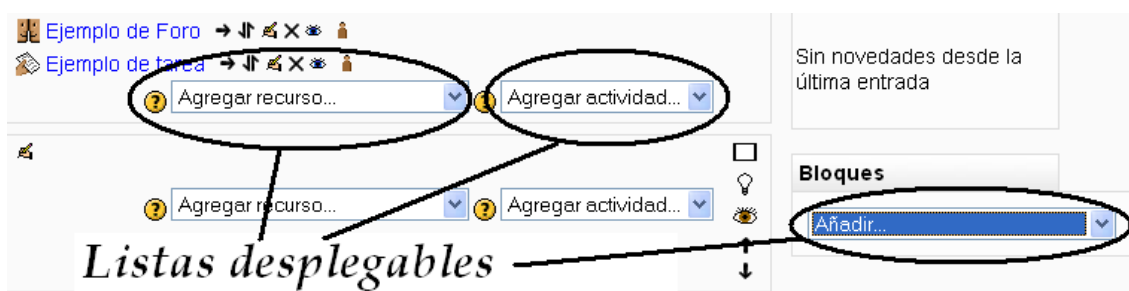 Ejemplo de Foro
Ejemplo de tarea
Agregar recurso...
Agregar actividad...
Agregar recurso...
Agregar actividad...
Listas desplegables
Sin novedades desde la
última entrada
Bloques
Añadir...